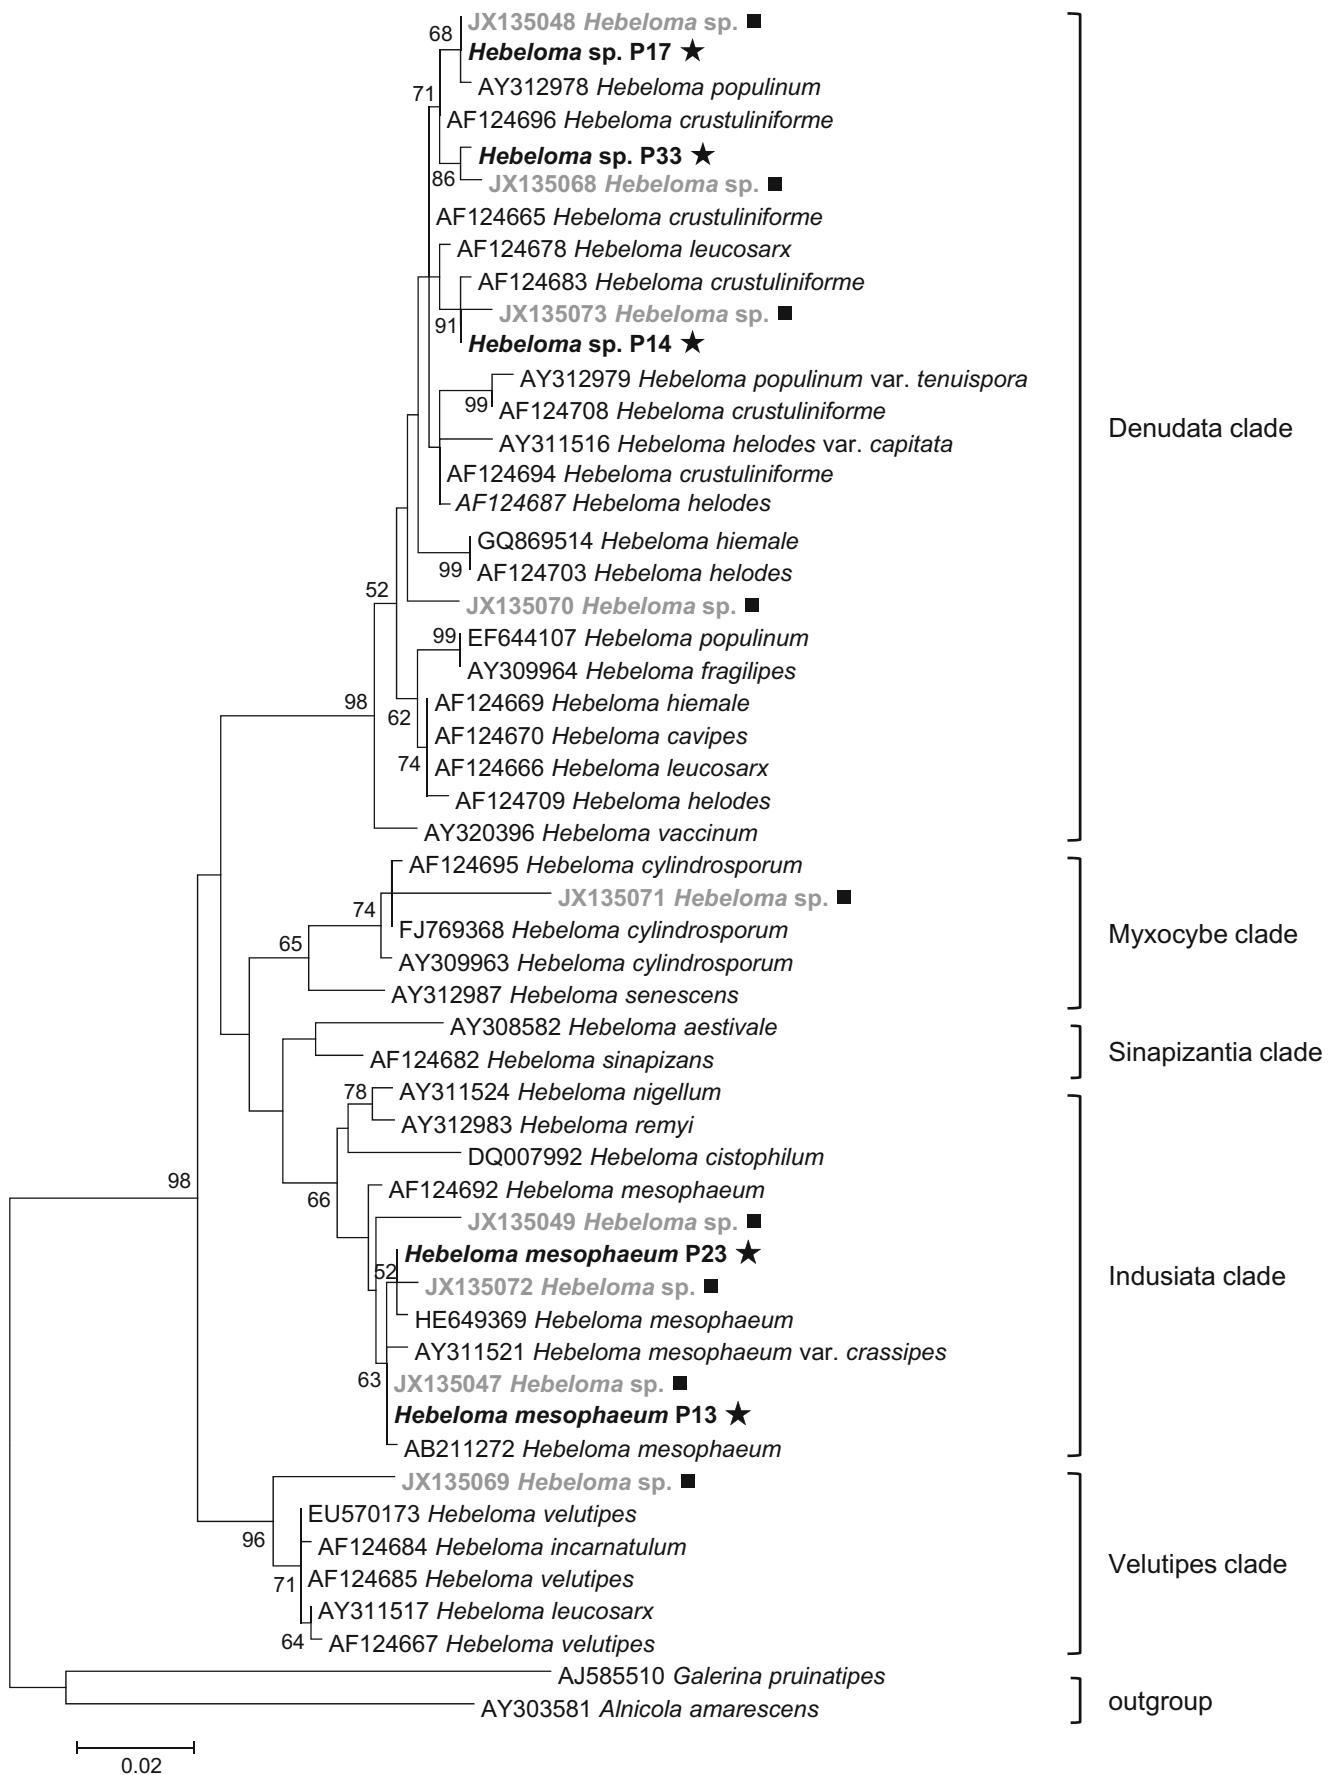 JX135048 Hebeloma sp. ■
68
Hebeloma sp. P17 ★
AY312978 Hebeloma populinum
71
AF124696 Hebeloma crustuliniforme
Hebeloma sp. P33 ★
86
JX135068 Hebeloma sp. ■
AF124665 Hebeloma crustuliniforme
AF124678 Hebeloma leucosarx
AF124683 Hebeloma crustuliniforme
JX135073 Hebeloma sp. ■
91
Hebeloma sp. P14 ★
AY312979 Hebeloma populinum var. tenuispora
99
AF124708 Hebeloma crustuliniforme
Denudata clade
AY311516 Hebeloma helodes var. capitata
AF124694 Hebeloma crustuliniforme
AF124687 Hebeloma helodes
GQ869514 Hebeloma hiemale
99
AF124703 Hebeloma helodes
52
JX135070 Hebeloma sp. ■
99
EF644107 Hebeloma populinum
AY309964 Hebeloma fragilipes
98
AF124669 Hebeloma hiemale
62
AF124670 Hebeloma cavipes
74
AF124666 Hebeloma leucosarx
AF124709 Hebeloma helodes
AY320396 Hebeloma vaccinum
AF124695 Hebeloma cylindrosporum
JX135071 Hebeloma sp. ■
74
FJ769368 Hebeloma cylindrosporum
Myxocybe clade
65
AY309963 Hebeloma cylindrosporum
AY312987 Hebeloma senescens
AY308582 Hebeloma aestivale
Sinapizantia clade
AF124682 Hebeloma sinapizans
78
AY311524 Hebeloma nigellum
AY312983 Hebeloma remyi
DQ007992 Hebeloma cistophilum
98
66
AF124692 Hebeloma mesophaeum
JX135049 Hebeloma sp. ■
Hebeloma mesophaeum P23 ★
52
Indusiata clade
JX135072 Hebeloma sp. ■
HE649369 Hebeloma mesophaeum
AY311521 Hebeloma mesophaeum var. crassipes
63
JX135047 Hebeloma sp. ■
Hebeloma mesophaeum P13 ★
AB211272 Hebeloma mesophaeum
JX135069 Hebeloma sp. ■
EU570173 Hebeloma velutipes
96
AF124684 Hebeloma incarnatulum
Velutipes clade
71
AF124685 Hebeloma velutipes
AY311517 Hebeloma leucosarx
64
AF124667 Hebeloma velutipes
AJ585510 Galerina pruinatipes
outgroup
AY303581 Alnicola amarescens
0.02